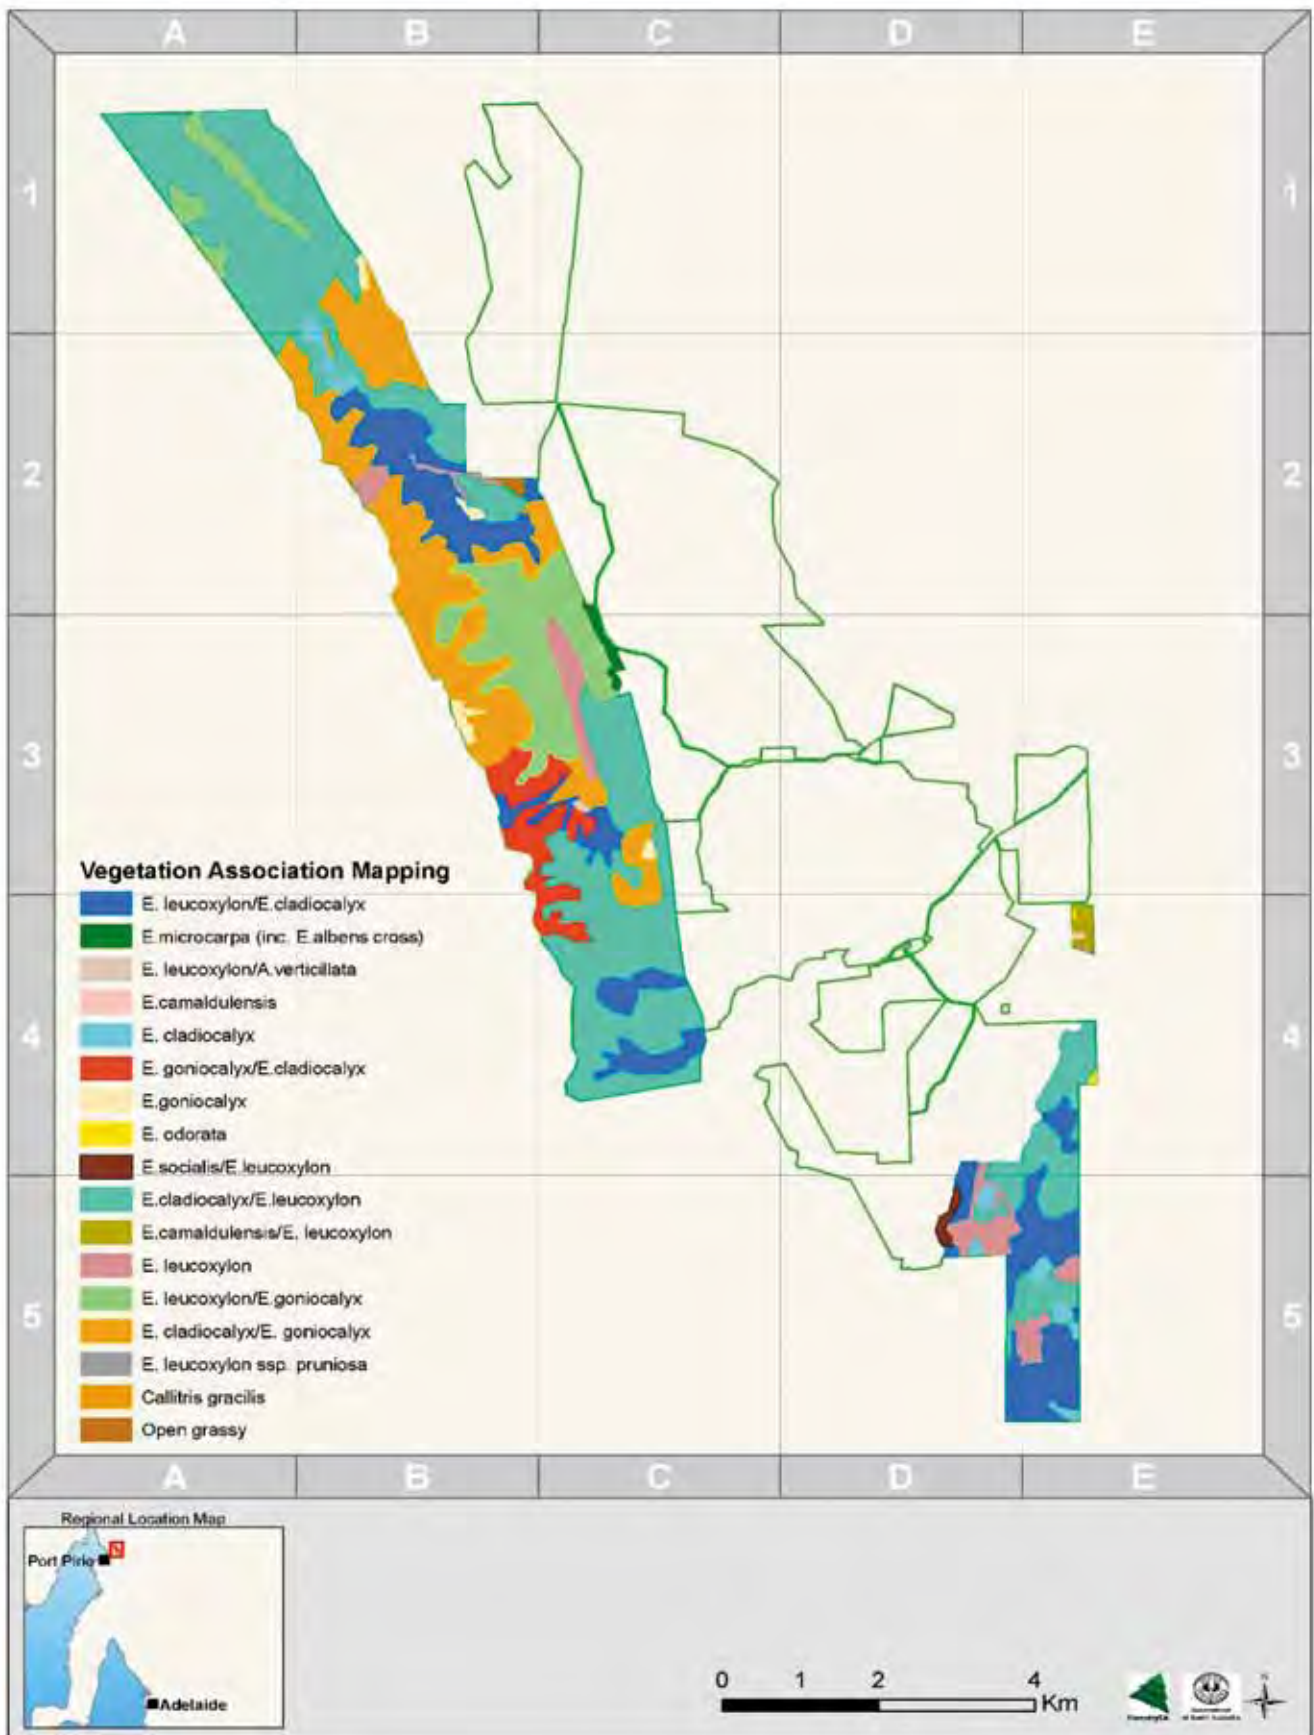 A B C D E
1 1
2 2
3 3
Vegetation Association Mapping
E. leucoxylon/E.cladiocalyx
E.microcarpa (inc. E.albens cross)
E. leucoxylon/A.verticillata
E.camaldulensis
E. cladiocalyx
4 4
E. goniocalyx/E.cladiocalyx
E.goniocalyx
E. odorata
E.socialis/E.leucoxylon
E.cladiocalyx/E.leucoxylon
E.camaldulensis/E. leucoxylon
E. leucoxylon
E. leucoxylon/E.goniocalyx
5 5
E. cladiocalyx/E. goniocalyx
E. leucoxylon ssp. pruniosa
Callitris gracilis
Open grassy
A B C D E
Regional Location Map
Port Pirie
Adelaide
0 1 2 4
Km